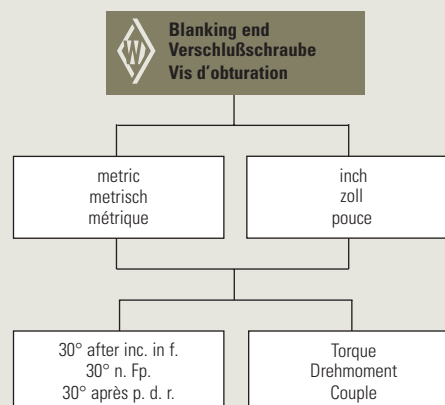 Blanking end
Verschlußschraube
Vis d'obturation
metric
metrisch
métrique
inch
zoll
pouce
30° after inc. in f.
30° n. Fp.
30° après p. d. r.
Torque
Drehmoment
Couple